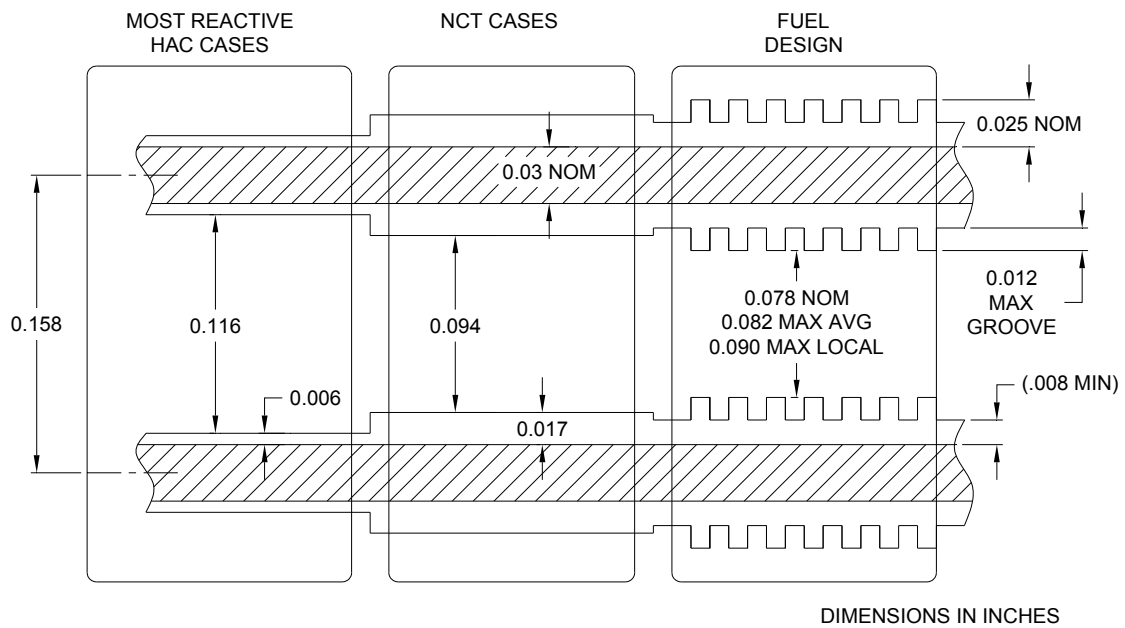 MOST REACTIVE
HAC CASES
NCT CASES
FUEL
DESIGN
0.025 NOM
0.03 NOM
0.158
0.116
0.094
0.078 NOM
0.082 MAX AVG
0.090 MAX LOCAL
0.012
MAX
GROOVE
0.006
0.017
(.008 MIN)
DIMENSIONS IN INCHES